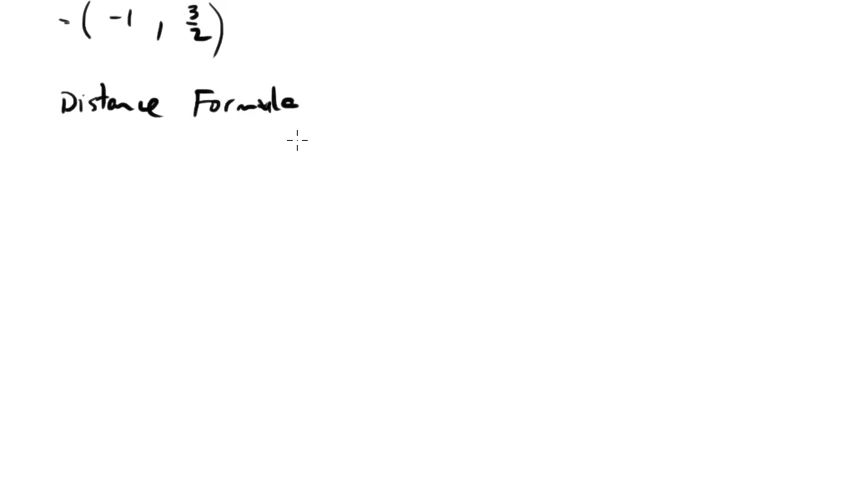 = (-1, 3/2)
Distance Formula